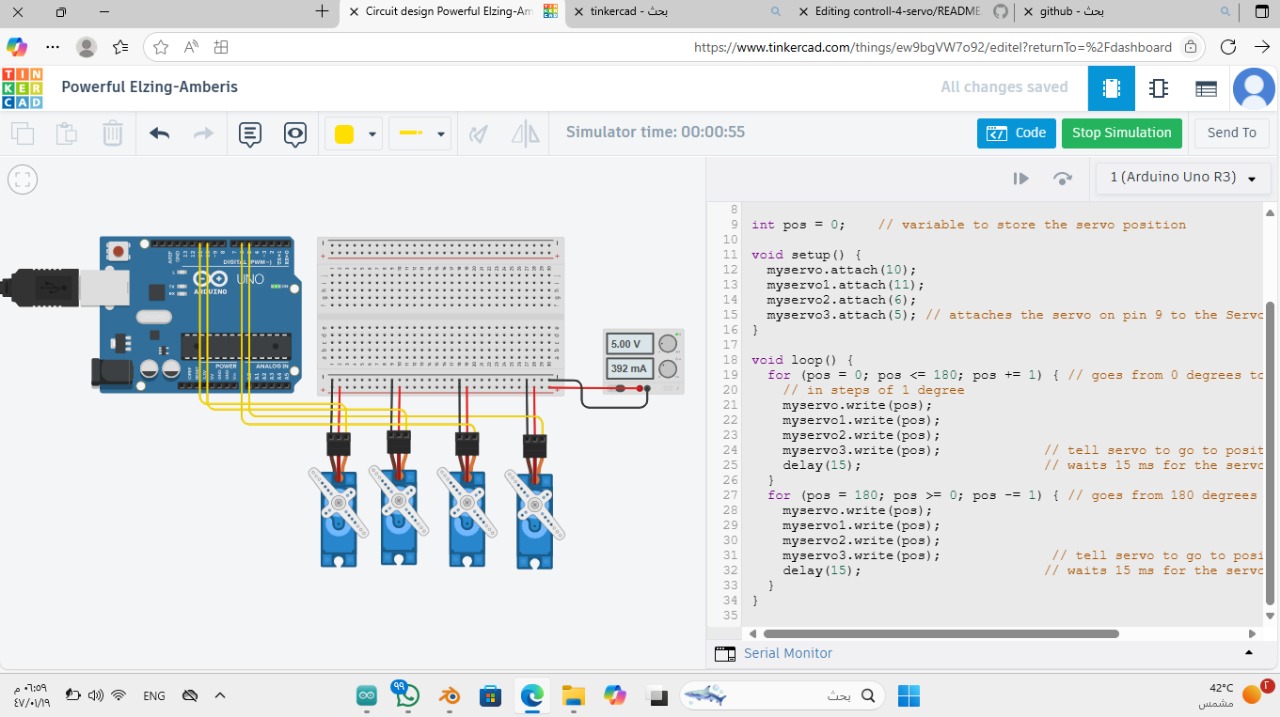 Circuit design Powerful Elzing-Am
tinkercad - بحث
Editing controll-4-servo/README
github - بحث
https://www.tinkercad.com/things/ew9bgVW7o92/editel?returnTo=%2Fdashboard
TIN
KER
CAD
Powerful Elzing-Amberis
All changes saved
Simulator time: 00:00:55
Code
Stop Simulation
Send To
1 (Arduino Uno R3)
DIGITAL (PWM~)
UNO
ARDUINO
POWER
ANALOG IN
5.00 V
392 mA
8
9 int pos = 0;    // variable to store the servo position
10
11 void setup() {
12   myservo.attach(10);
13   myservo1.attach(11);
14   myservo2.attach(6);
15   myservo3.attach(5); // attaches the servo on pin 9 to the Servo
16 }
17
18 void loop() {
19   for (pos = 0; pos <= 180; pos += 1) { // goes from 0 degrees to
20     // in steps of 1 degree
21     myservo.write(pos);
22     myservo1.write(pos);
23     myservo2.write(pos);
24     myservo3.write(pos);              // tell servo to go to posit
25     delay(15);                        // waits 15 ms for the servo
26   }
27   for (pos = 180; pos >= 0; pos -= 1) { // goes from 180 degrees
28     myservo.write(pos);
29     myservo1.write(pos);
30     myservo2.write(pos);
31     myservo3.write(pos);               // tell servo to go to posi
32     delay(15);                        // waits 15 ms for the servo
33   }
34 }
35
Serial Monitor
٠٦:٥٩ م
٤٧/٠١/١٩
ENG
٩٩
بحث
42°C
مشمس
٢